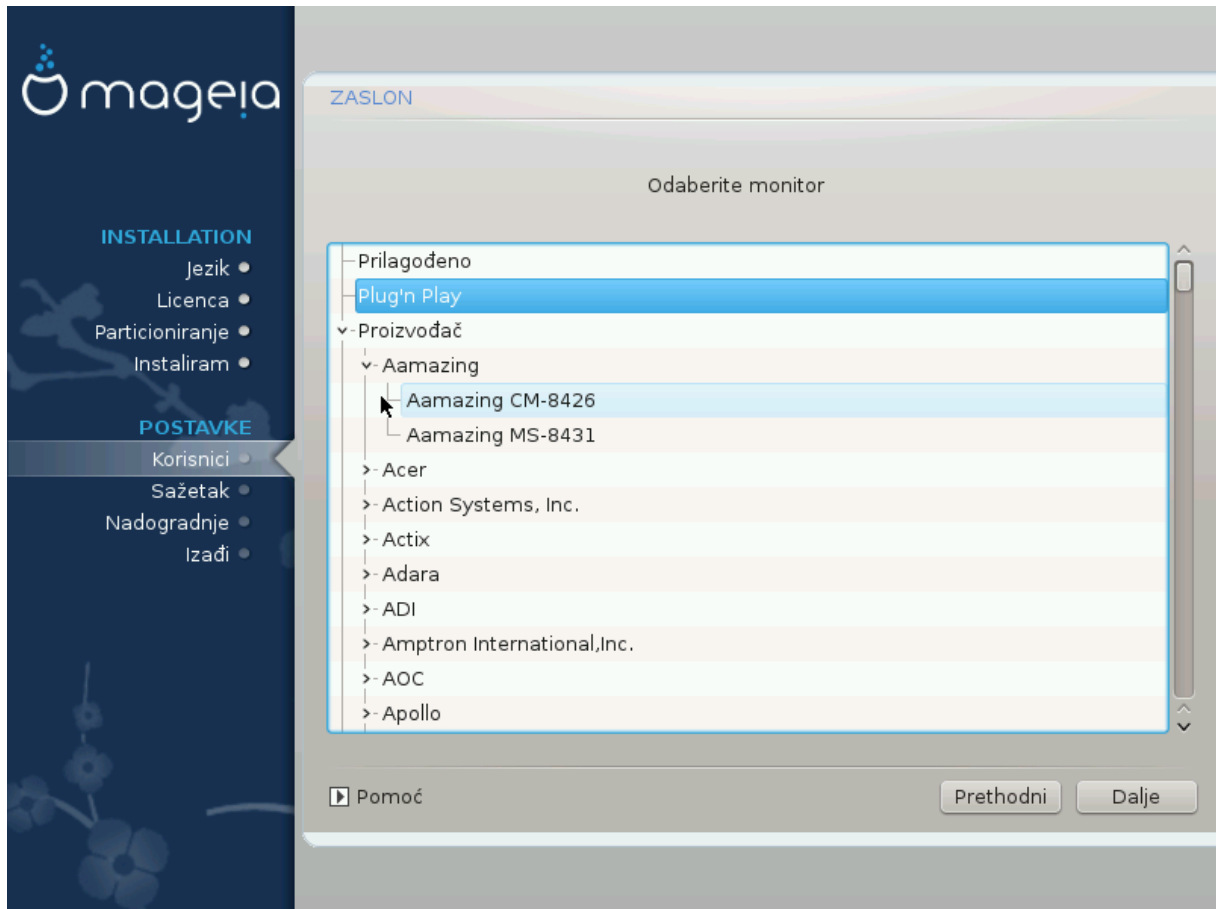 mageia
INSTALLATION
Jezik
Licenca
Particioniranje
Instaliram
POSTAVKE
Korisnici
Sažetak
Nadogradnje
Izađi
ZASLON
Odaberite monitor
Prilagođeno
Plug'n Play
Proizvođač
Aamazing
Aamazing CM-8426
Aamazing MS-8431
Acer
Action Systems, Inc.
Actix
Adara
ADI
Amptron International,Inc.
AOC
Apollo
Pomoć
Prethodni
Dalje